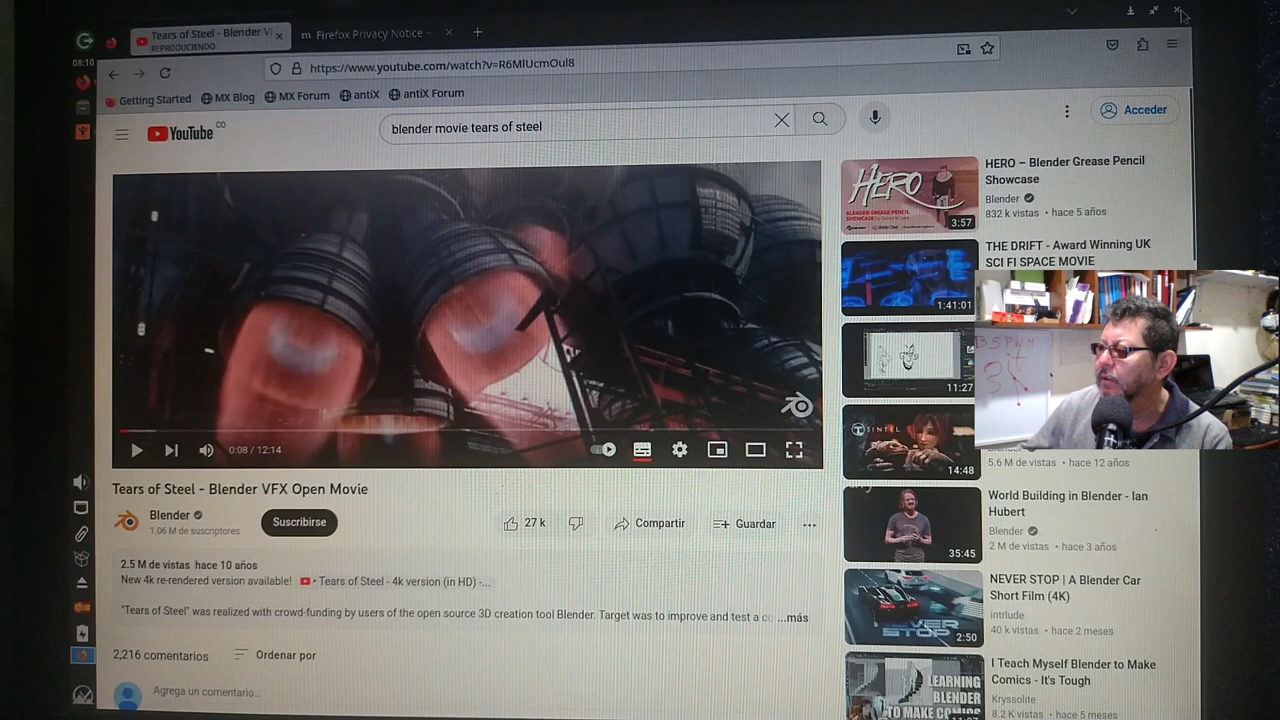 Tears of Steel - Blender VF
REPRODUCIENDO
Firefox Privacy Notice —
08:10
https://www.youtube.com/watch?v=R6MlUcmOul8
Getting Started
MX Blog
MX Forum
antiX
antiX Forum
YouTube CO
blender movie tears of steel
Acceder
0:08 / 12:14
Tears of Steel - Blender VFX Open Movie
Blender
1.06 M de suscriptores
Suscribirse
27 k
Compartir
Guardar
2.5 M de vistas hace 10 años
New 4k re-rendered version available! • Tears of Steel - 4k version (in HD) -...
"Tears of Steel" was realized with crowd-funding by users of the open source 3D creation tool Blender. Target was to improve and test a co ...más
2,216 comentarios
Ordenar por
Agrega un comentario...
HERO
BLENDER GREASE PENCIL
SHOWCASE
3:57
HERO – Blender Grease Pencil
Showcase
Blender
832 k vistas • hace 5 años
1:41:01
THE DRIFT - Award Winning UK
SCI FI SPACE MOVIE
11:27
SINTEL
14:48
5.6 M de vistas • hace 12 años
BSPWM
git
35:45
World Building in Blender - Ian
Hubert
Blender
2 M de vistas • hace 3 años
NEVER STOP
2:50
NEVER STOP | A Blender Car
Short Film (4K)
intrlude
40 k vistas • hace 2 meses
LEARNING
BLENDER
TO MAKE COMICS
I Teach Myself Blender to Make
Comics - It's Tough
Kryssolite
8.2 K vistas • hace 5 meses